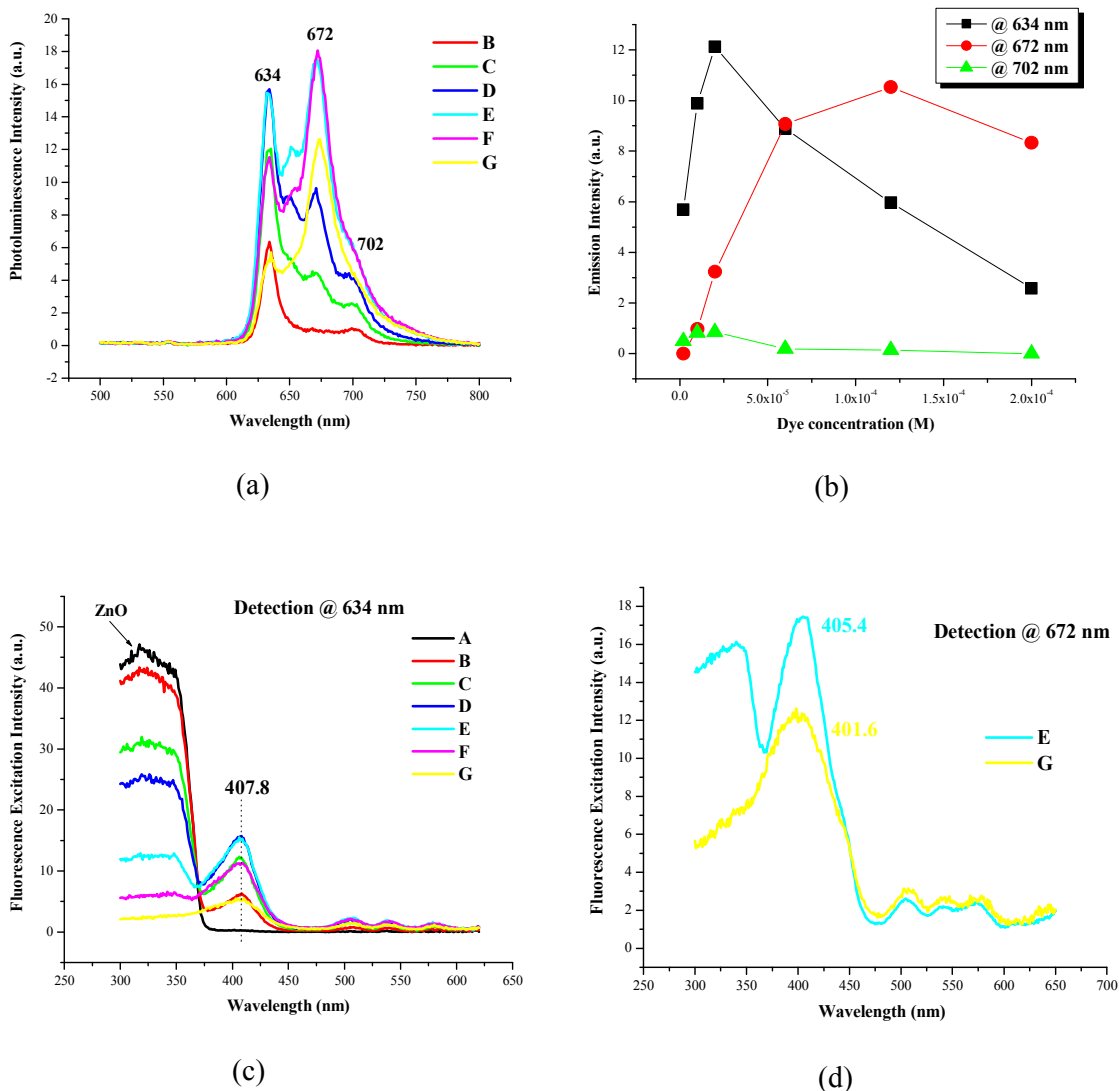 20
18
16
14
12
10
8
6
4
2
0
-2
Photoluminescence Intensity (a.u.)
634
672
702
B
C
D
E
F
G
500
550
600
650
700
750
800
Wavelength (nm)
(a)
@ 634 nm
@ 672 nm
@ 702 nm
12
10
8
6
4
2
0
Emission Intensity (a.u.)
0.0
5.0x10⁻⁵
1.0x10⁻⁴
1.5x10⁻⁴
2.0x10⁻⁴
Dye concentration (M)
(b)
ZnO
Detection @ 634 nm
50
45
40
35
30
25
20
15
10
5
0
Fluorescence Excitation Intensity (a.u.)
A
B
C
D
E
F
G
407.8
250
300
350
400
450
500
550
600
650
Wavelength (nm)
(c)
18
16
14
12
10
8
6
4
2
0
Fluorescence Excitation Intensity (a.u.)
405.4
Detection @ 672 nm
401.6
E
G
250
300
350
400
450
500
550
600
650
700
Wavelength (nm)
(d)